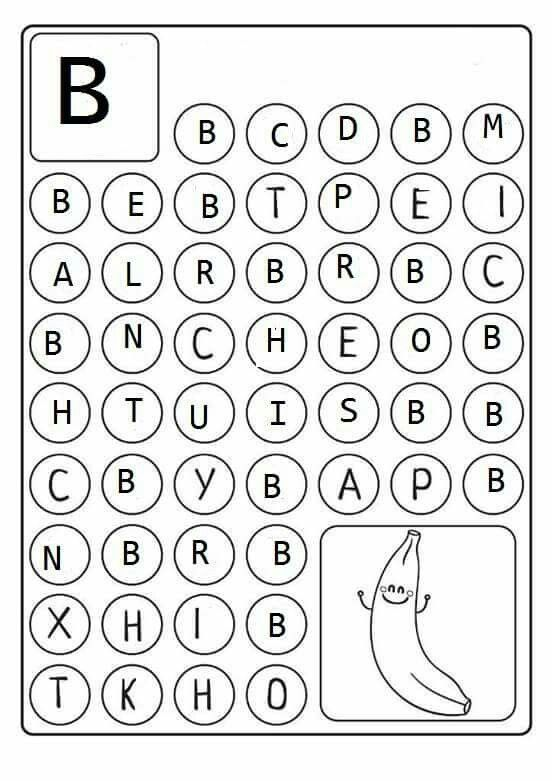 B
B C D B M
B E B T P E I
A L R B R B C
B N C H E O B
H T U I S B B
C B Y B A P B
N B R B
X H I B
T K H O